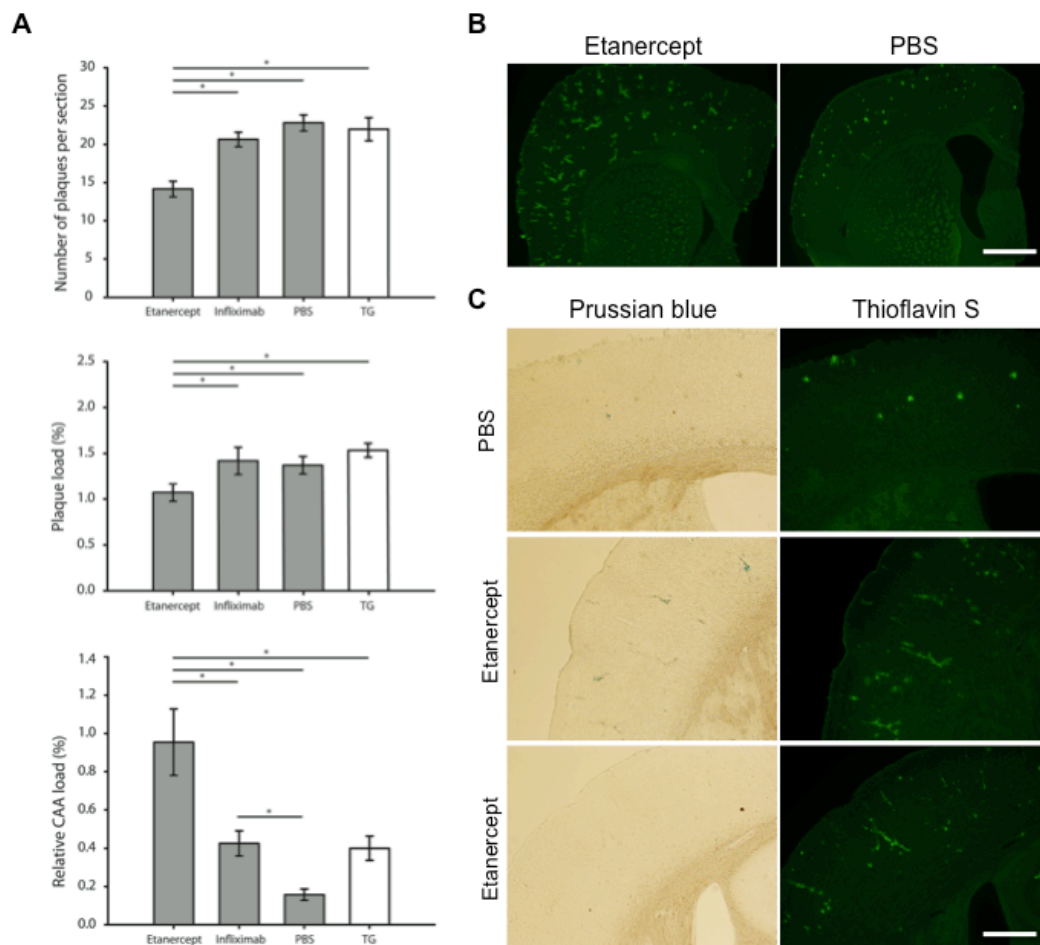 A
Number of plaques per section
30
25
20
15
10
5
0
*
*
*
Etanercept Infliximab PBS TG
Plaque load (%)
2.5
2.0
1.5
1.0
0.5
0.0
*
*
*
Etanercept Infliximab PBS TG
Relative CAA load (%)
1.4
1.2
1.0
0.8
0.6
0.4
0.2
0.0
*
*
*
*
Etanercept Infliximab PBS TG
B
Etanercept PBS
C
Prussian blue Thioflavin S
PBS
Etanercept
Etanercept